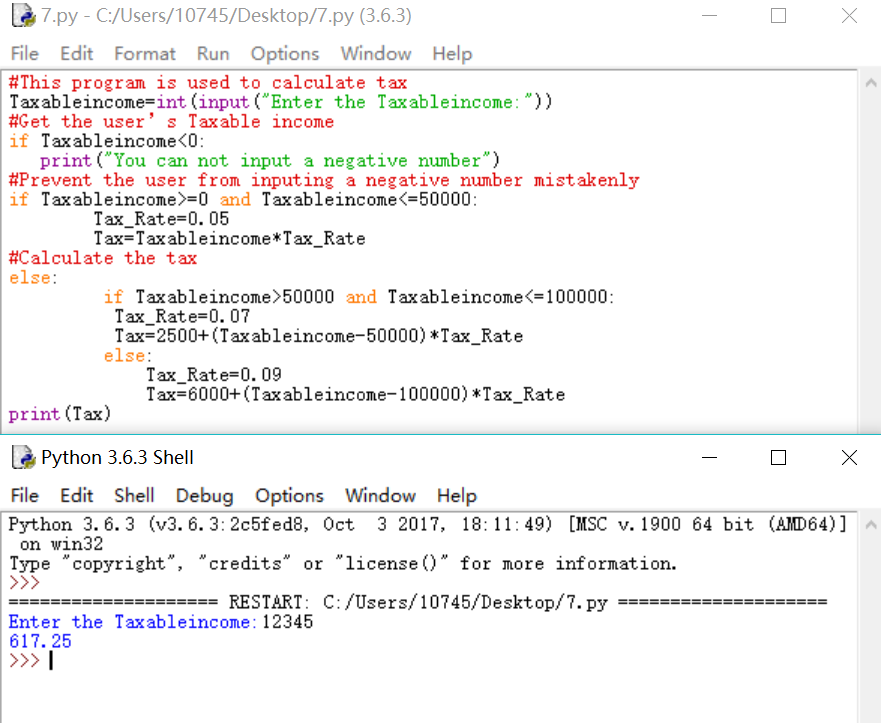 7.py - C:/Users/10745/Desktop/7.py (3.6.3)
File Edit Format Run Options Window Help
#This program is used to calculate tax
Taxableincome=int(input("Enter the Taxableincome:"))
#Get the user’s Taxable income
if Taxableincome<0:
   print("You can not input a negative number")
#Prevent the user from inputing a negative number mistakenly
if Taxableincome>=0 and Taxableincome<=50000:
        Tax_Rate=0.05
        Tax=Taxableincome*Tax_Rate
#Calculate the tax
else:
         if Taxableincome>50000 and Taxableincome<=100000:
          Tax_Rate=0.07
          Tax=2500+(Taxableincome-50000)*Tax_Rate
         else:
             Tax_Rate=0.09
             Tax=6000+(Taxableincome-100000)*Tax_Rate
print(Tax)
Python 3.6.3 Shell
File Edit Shell Debug Options Window Help
Python 3.6.3 (v3.6.3:2c5fed8, Oct  3 2017, 18:11:49) [MSC v.1900 64 bit (AMD64)]
 on win32
Type "copyright", "credits" or "license()" for more information.
>>>
==================== RESTART: C:/Users/10745/Desktop/7.py ====================
Enter the Taxableincome:12345
617.25
>>>